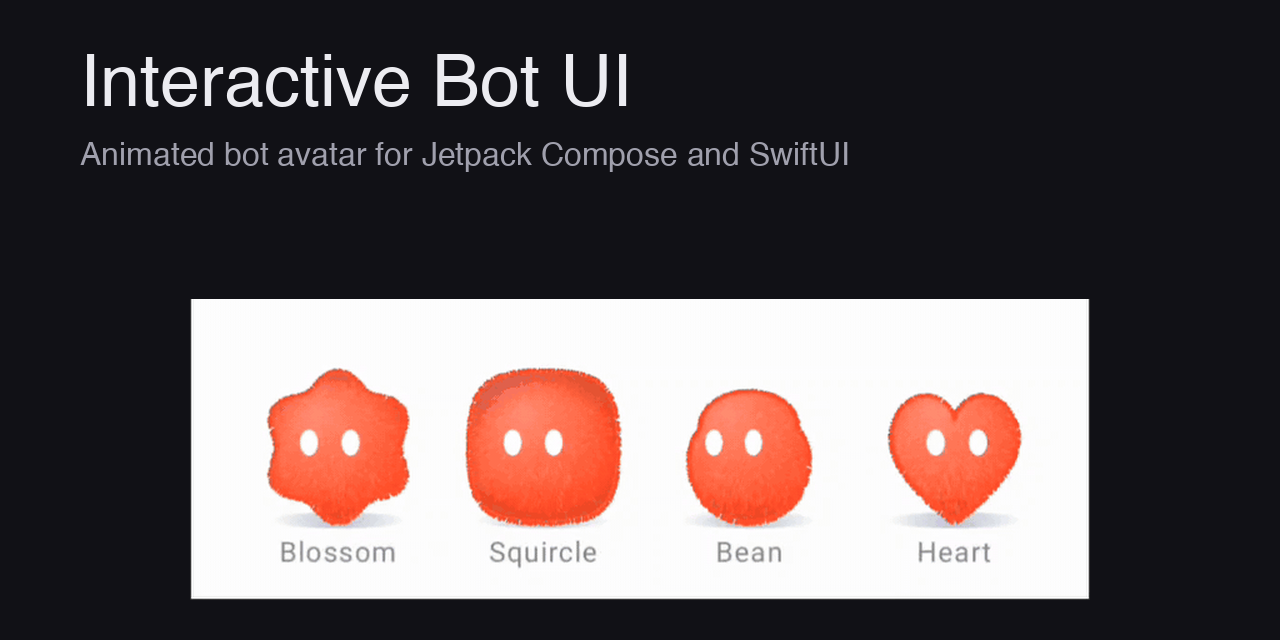 Interactive Bot UI
Animated bot avatar for Jetpack Compose and SwiftUI
Blossom
Squircle
Bean
Heart